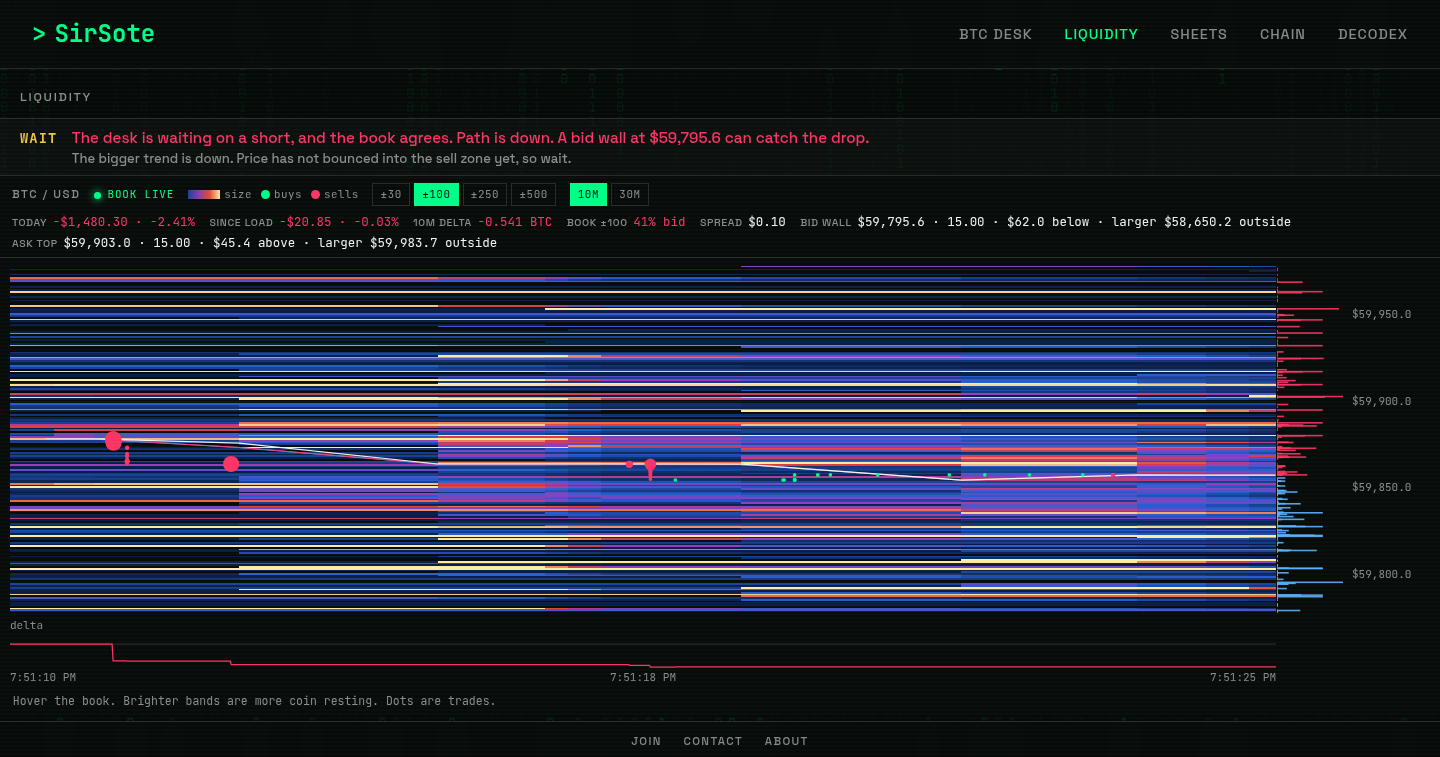 > SirSote
BTC DESK LIQUIDITY SHEETS CHAIN DECODEX
LIQUIDITY
WAIT The desk is waiting on a short, and the book agrees. Path is down. A bid wall at $59,795.6 can catch the drop.
The bigger trend is down. Price has not bounced into the sell zone yet, so wait.
BTC / USD BOOK LIVE size buys sells ±30 ±100 ±250 ±500 10M 30M
TODAY -$1,480.30 · -2.41% SINCE LOAD -$20.85 · -0.03% 10M DELTA -0.541 BTC BOOK ±100 41% bid SPREAD $0.10 BID WALL $59,795.6 · 15.00 · $62.0 below · larger $58,650.2 outside
ASK TOP $59,903.0 · 15.00 · $45.4 above · larger $59,983.7 outside
$59,950.0
$59,900.0
$59,850.0
$59,800.0
delta
7:51:10 PM 7:51:18 PM 7:51:25 PM
Hover the book. Brighter bands are more coin resting. Dots are trades.
JOIN CONTACT ABOUT